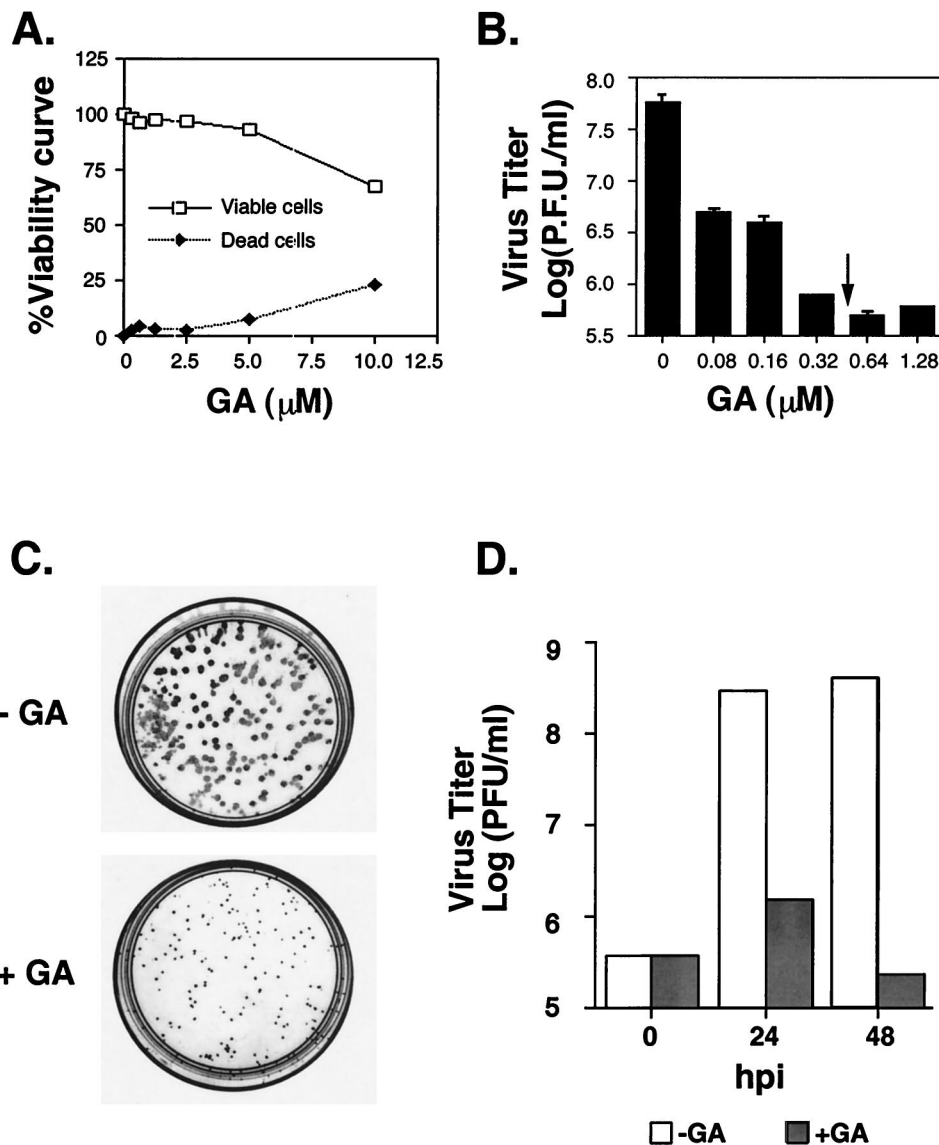 A.
%Viability curve
125
100
75
50
25
0
Viable cells
Dead cells
0
2.5
5.0
7.5
10.0
12.5
GA (μM)
B.
Virus Titer
Log(P.F.U./ml)
8.0
7.5
7.0
6.5
6.0
5.5
0
0.08
0.16
0.32
0.64
1.28
GA (μM)
C.
- GA
+ GA
D.
Virus Titer
Log (PFU/ml)
9
8
7
6
5
0
24
48
hpi
-GA
+GA